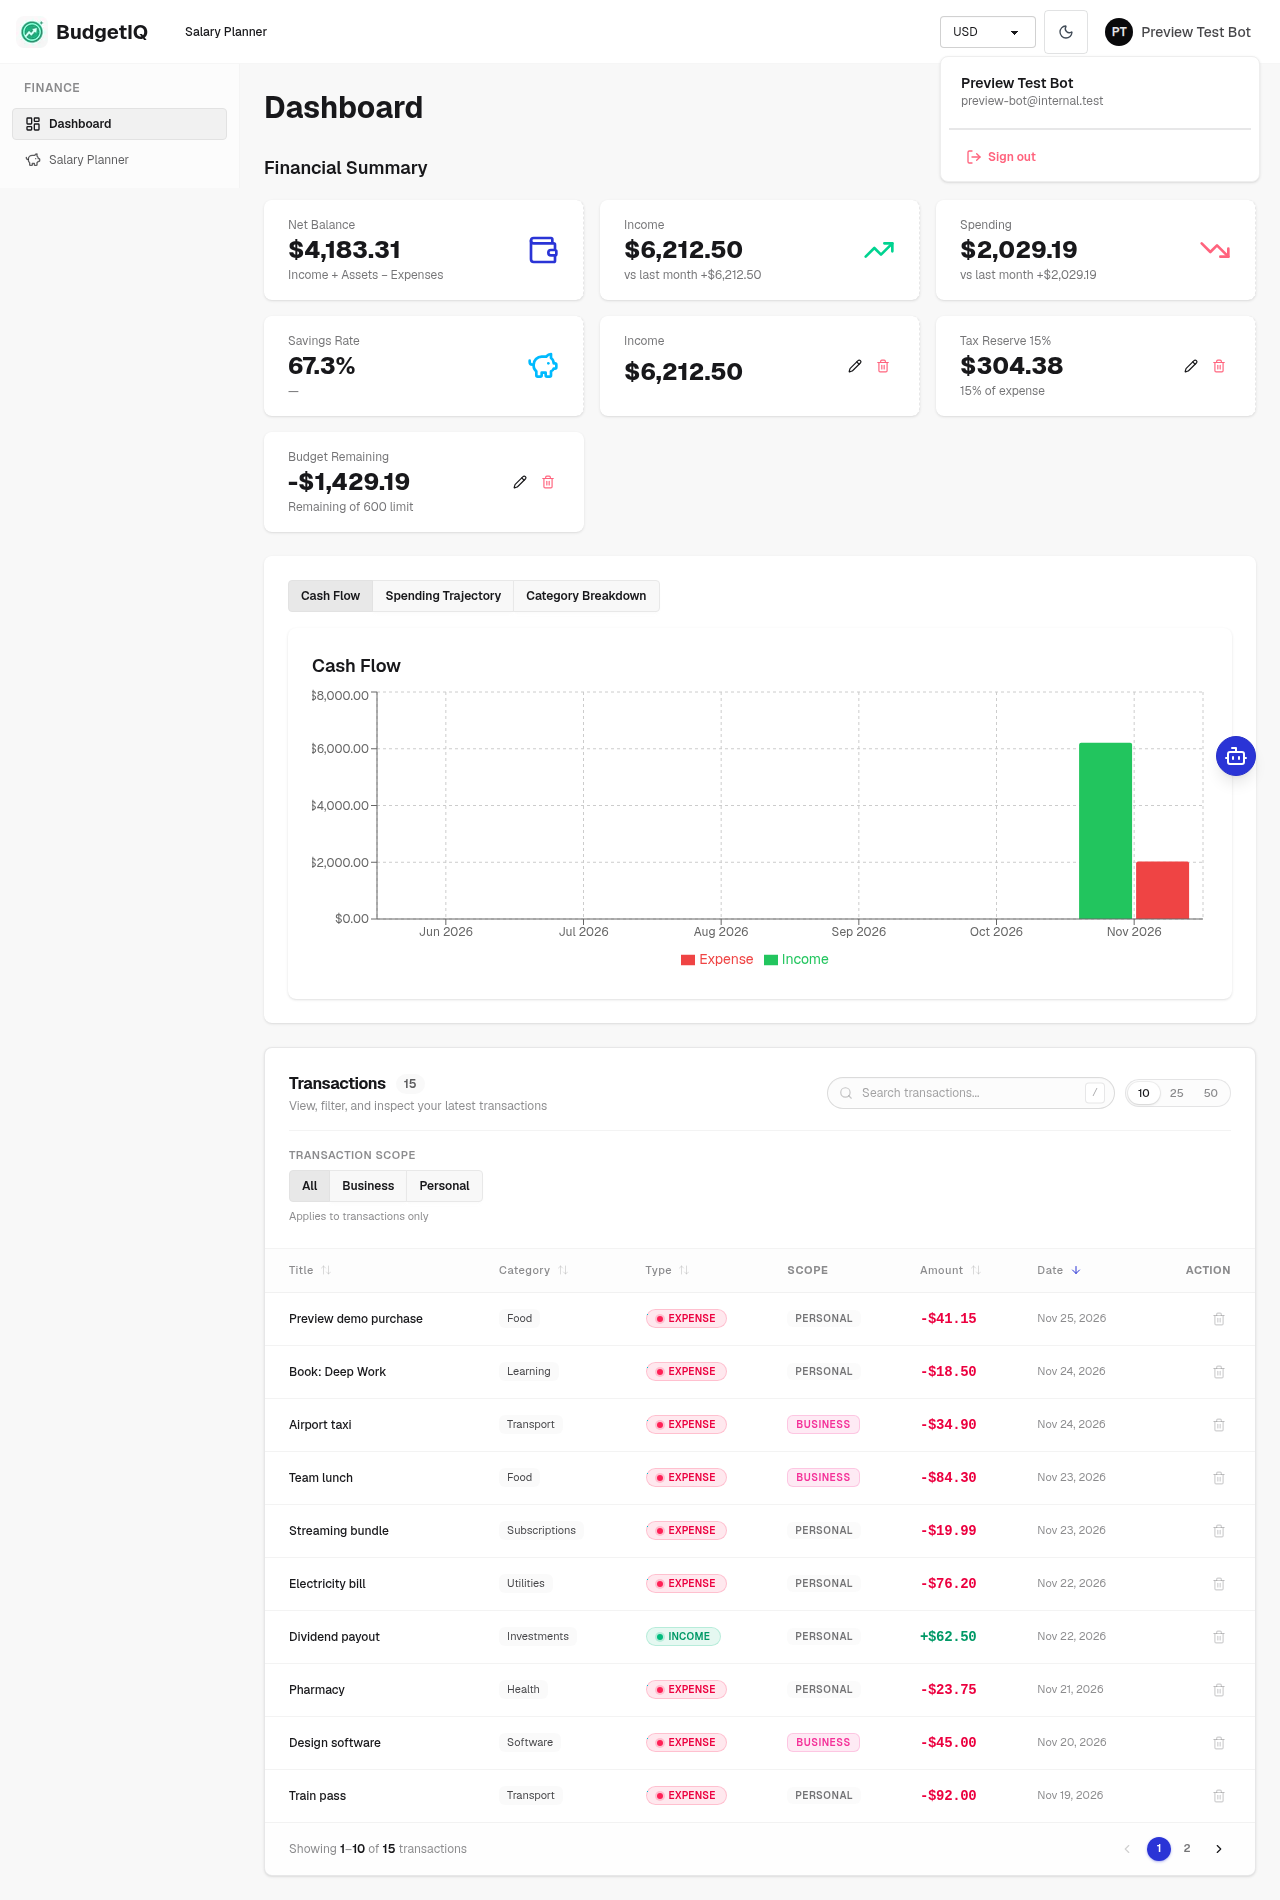 BudgetIQ
Salary Planner
USD
PT
Preview Test Bot
Preview Test Bot
preview-bot@internal.test
Sign out
FINANCE
Dashboard
Salary Planner
Dashboard
Financial Summary
Net Balance
$4,183.31
Income + Assets – Expenses
Income
$6,212.50
vs last month +$6,212.50
Spending
$2,029.19
vs last month +$2,029.19
Savings Rate
67.3%
—
Income
$6,212.50
Tax Reserve 15%
$304.38
15% of expense
Budget Remaining
-$1,429.19
Remaining of 600 limit
Cash Flow
Spending Trajectory
Category Breakdown
Cash Flow
$8,000.00
$6,000.00
$4,000.00
$2,000.00
$0.00
Jun 2026
Jul 2026
Aug 2026
Sep 2026
Oct 2026
Nov 2026
Expense
Income
Transactions 15
View, filter, and inspect your latest transactions
Search transactions...
/
10 25 50
TRANSACTION SCOPE
All Business Personal
Applies to transactions only
Title Category Type SCOPE Amount Date ACTION
Preview demo purchase Food EXPENSE PERSONAL -$41.15 Nov 25, 2026
Book: Deep Work Learning EXPENSE PERSONAL -$18.50 Nov 24, 2026
Airport taxi Transport EXPENSE BUSINESS -$34.90 Nov 24, 2026
Team lunch Food EXPENSE BUSINESS -$84.30 Nov 23, 2026
Streaming bundle Subscriptions EXPENSE PERSONAL -$19.99 Nov 23, 2026
Electricity bill Utilities EXPENSE PERSONAL -$76.20 Nov 22, 2026
Dividend payout Investments INCOME PERSONAL +$62.50 Nov 22, 2026
Pharmacy Health EXPENSE PERSONAL -$23.75 Nov 21, 2026
Design software Software EXPENSE BUSINESS -$45.00 Nov 20, 2026
Train pass Transport EXPENSE PERSONAL -$92.00 Nov 19, 2026
Showing 1–10 of 15 transactions
1 2